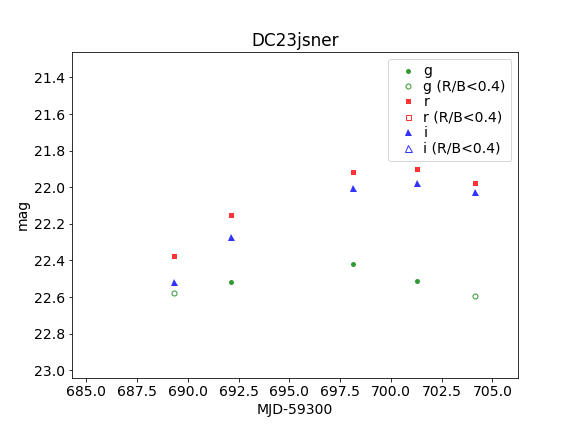 DC23jsner
g
g (R/B<0.4)
r
r (R/B<0.4)
i
i (R/B<0.4)
21.4
21.6
21.8
22.0
22.2
22.4
22.6
22.8
23.0
mag
685.0 687.5 690.0 692.5 695.0 697.5 700.0 702.5 705.0
MJD-59300